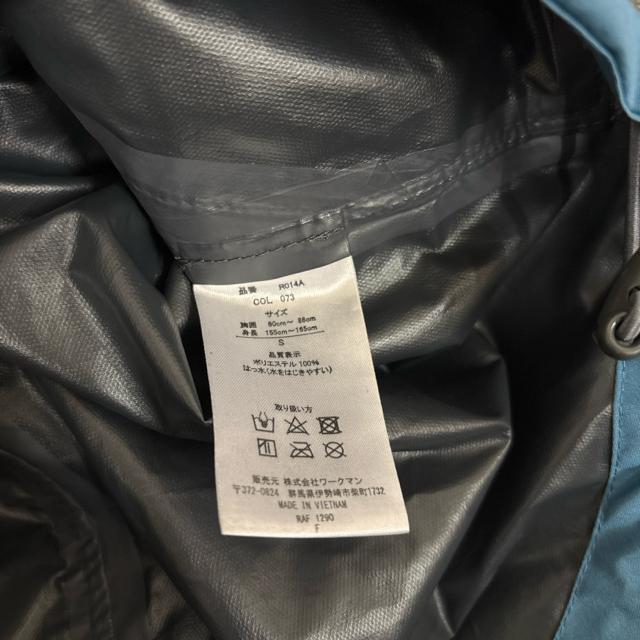 品番 R014A
COL 073
サイズ
胸囲 80cm～ 88cm
身長 155cm～165cm
S
品質表示
ポリエステル100%
はっ水(水をはじきやすい)
取り扱い方
販売元 株式会社ワークマン
〒372-0824 群馬県伊勢崎市柴町1732
MADE IN VIETNAM
RAF 1290
F